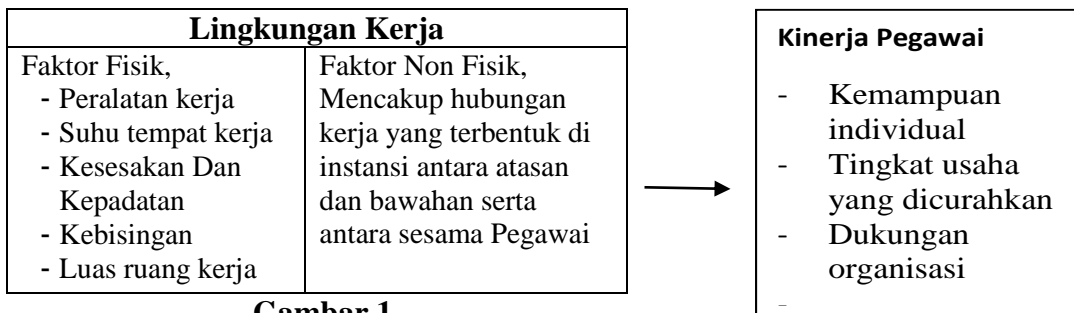 Lingkungan Kerja
Faktor Fisik,
- Peralatan kerja
- Suhu tempat kerja
- Kesesakan Dan
Kepadatan
- Kebisingan
- Luas ruang kerja
Faktor Non Fisik,
Mencakup hubungan
kerja yang terbentuk di
instansi antara atasan
dan bawahan serta
antara sesama Pegawai
Gambar 1
Kinerja Pegawai
- Kemampuan
individual
- Tingkat usaha
yang dicurahkan
- Dukungan
organisasi
-